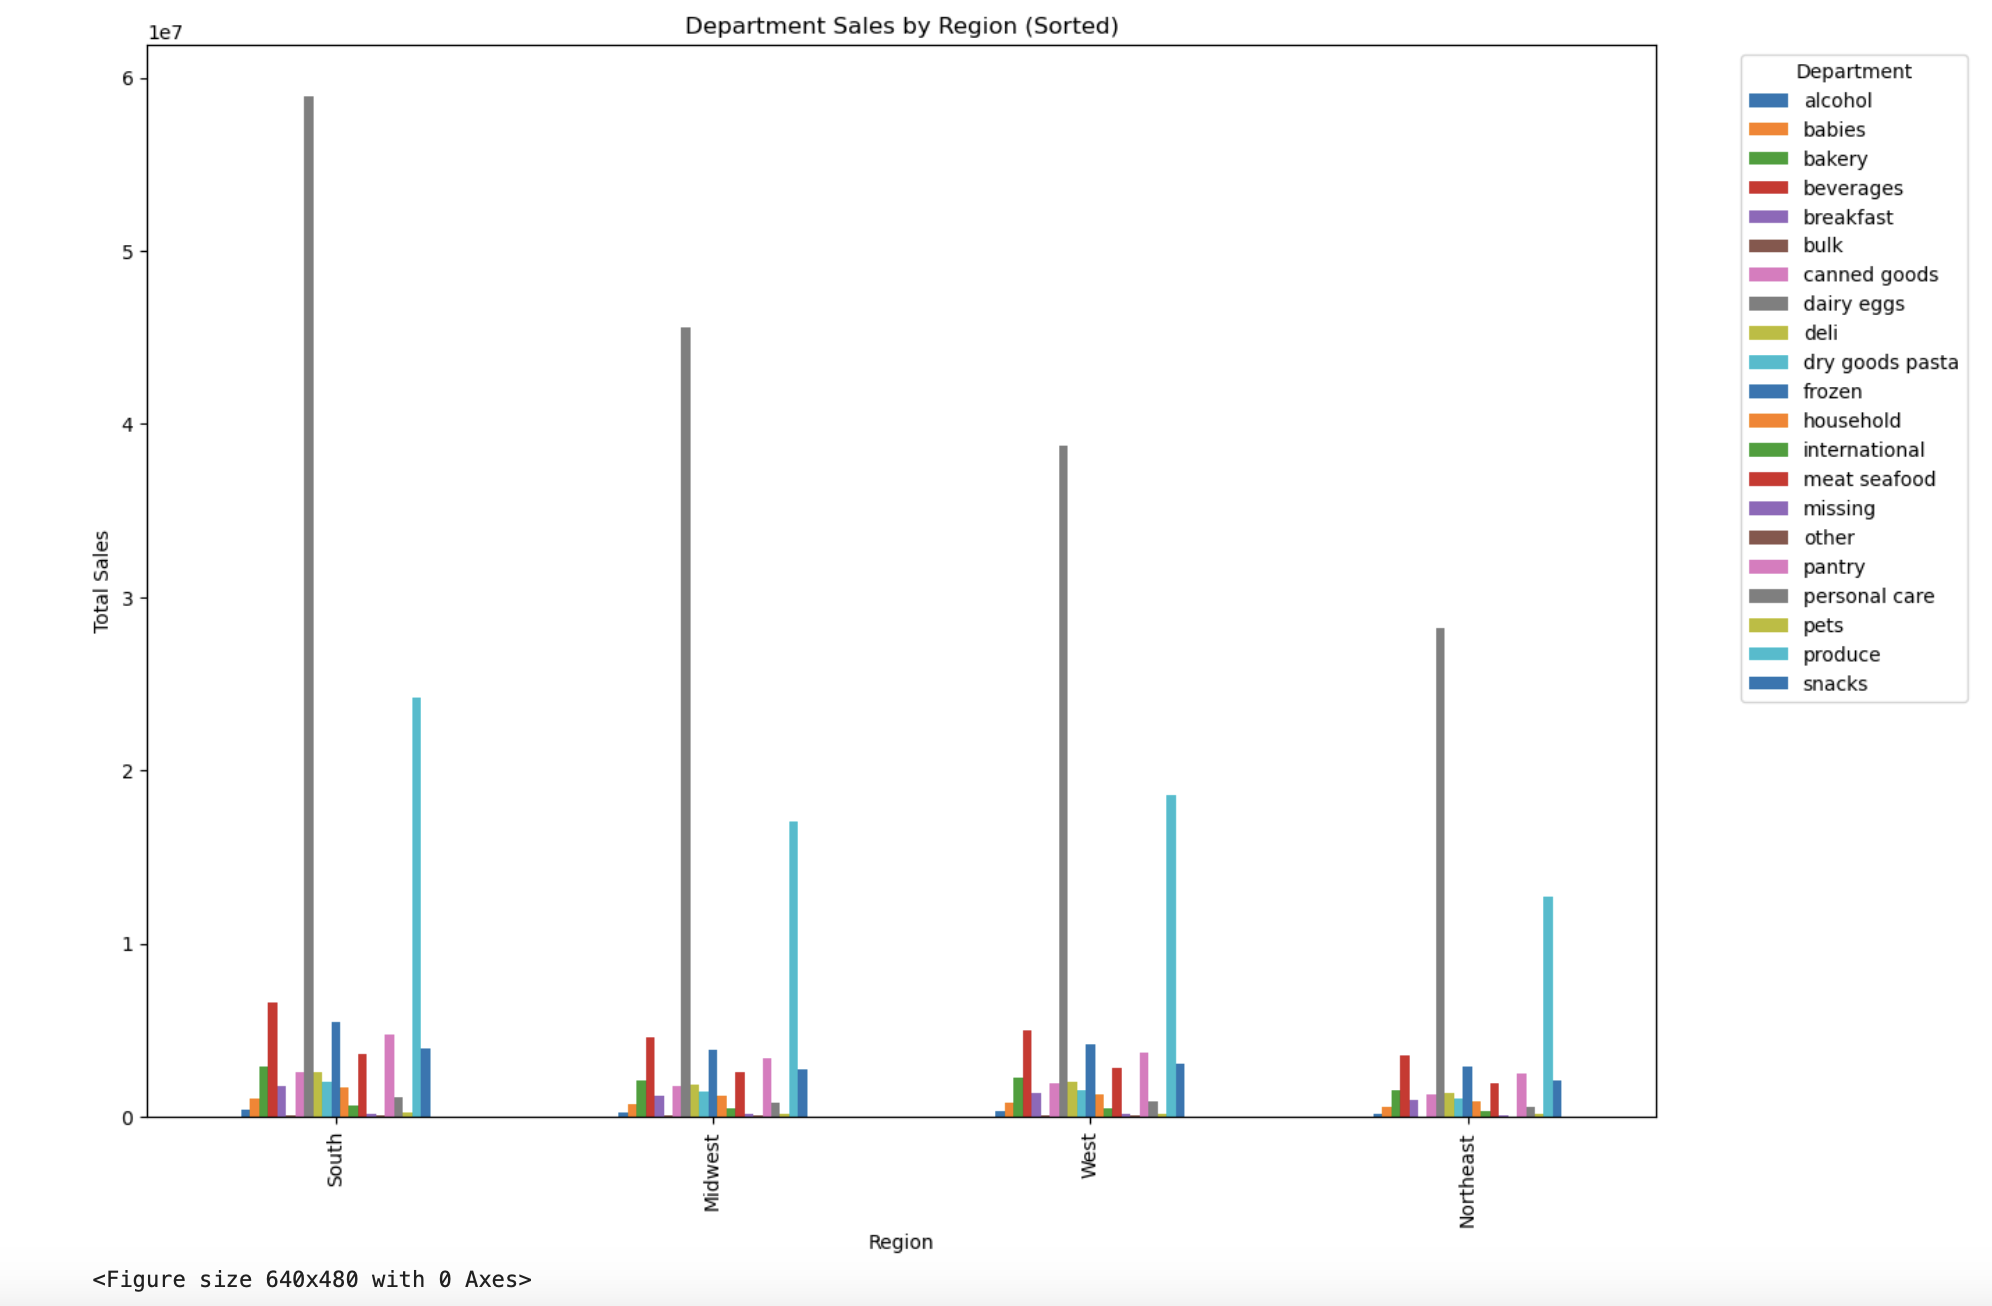 Department Sales by Region (Sorted)
1e7
6
5
4
3
2
1
0
Total Sales
South
Midwest
West
Northeast
Region
Department
alcohol
babies
bakery
beverages
breakfast
bulk
canned goods
dairy eggs
deli
dry goods pasta
frozen
household
international
meat seafood
missing
other
pantry
personal care
pets
produce
snacks
<Figure size 640x480 with 0 Axes>